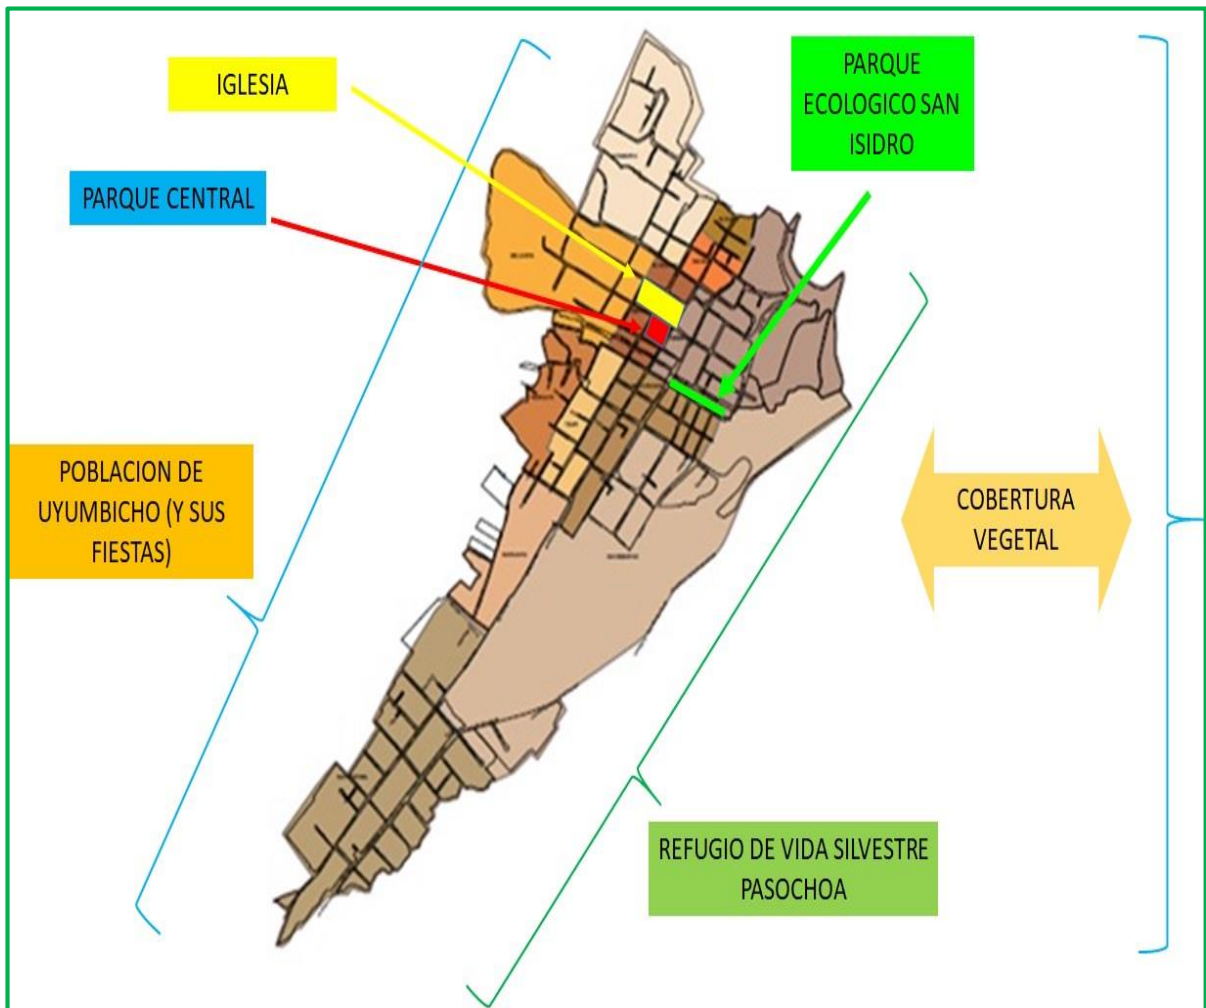 IGLESIA
PARQUE
ECOLOGICO SAN
ISIDRO
PARQUE CENTRAL
POBLACION DE
UYUMBICHO (Y SUS
FIESTAS)
COBERTURA
VEGETAL
REFUGIO DE VIDA SILVESTRE
PASOCHOA